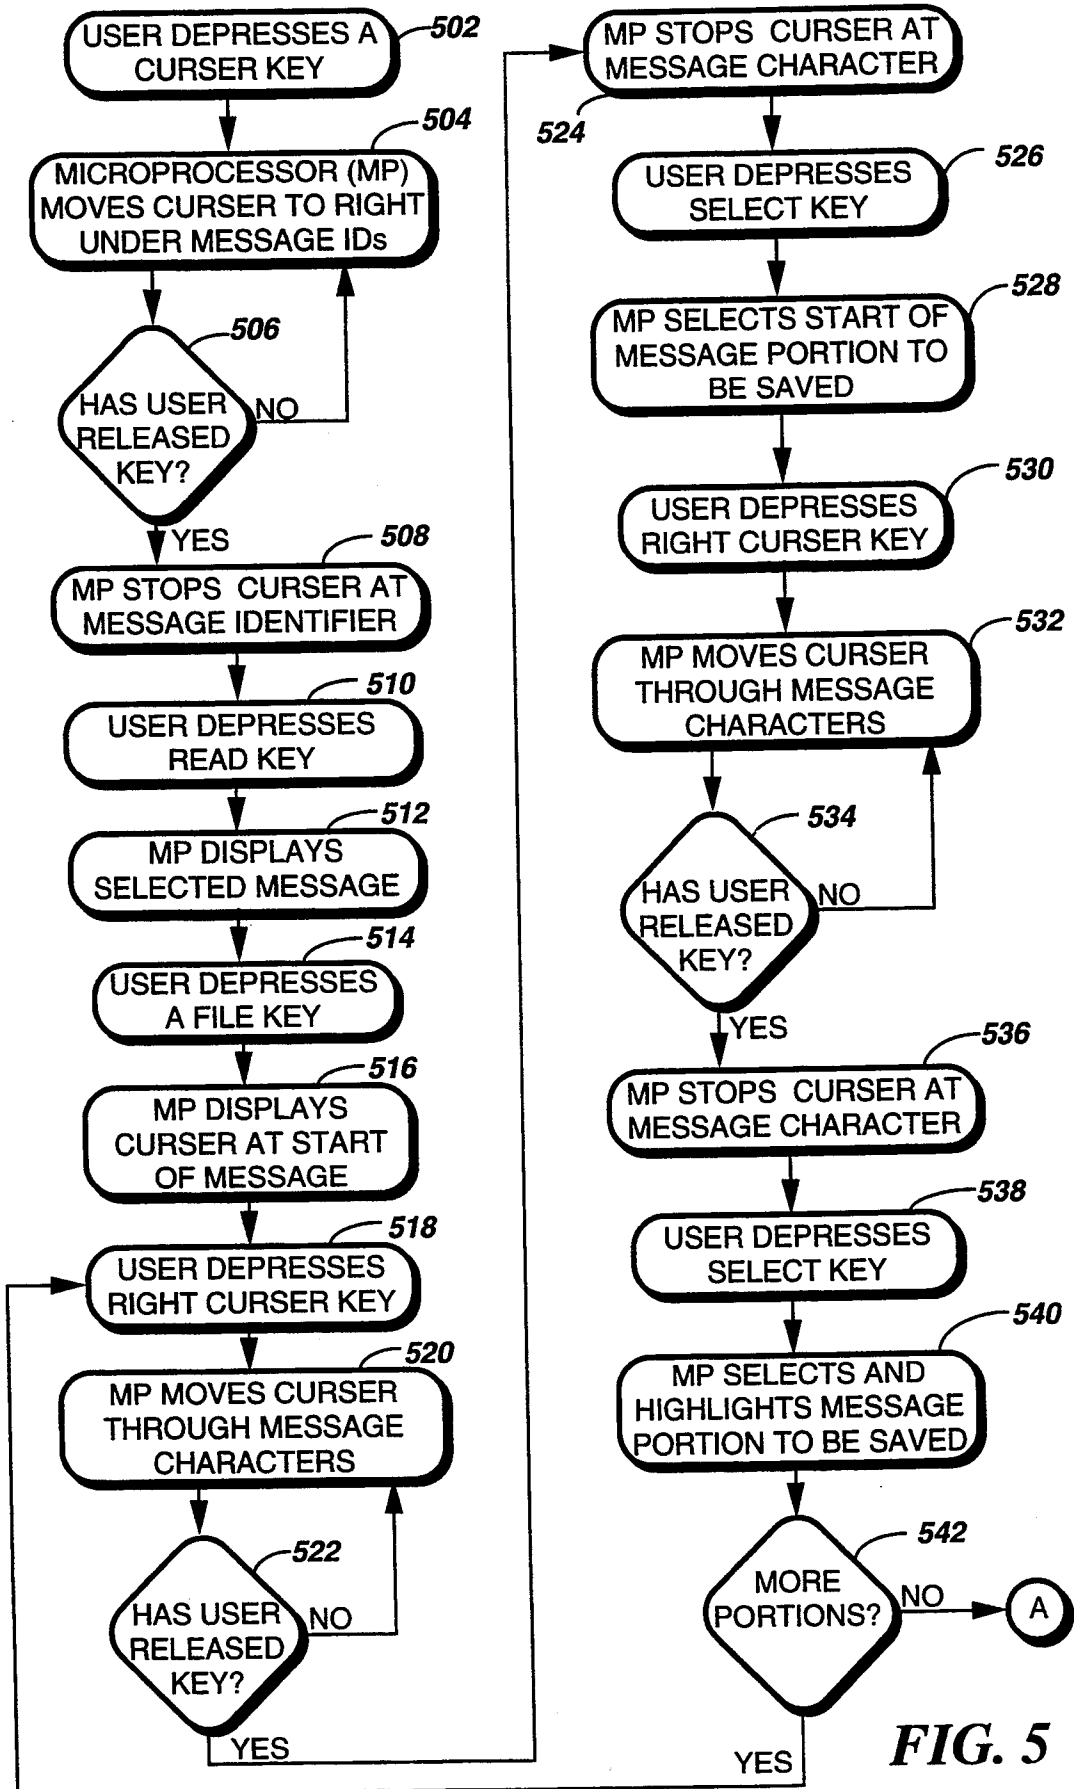 USER DEPRESSES A
CURSER KEY
502
504
MICROPROCESSOR (MP)
MOVES CURSER TO RIGHT
UNDER MESSAGE IDs
506
HAS USER
RELEASED
KEY?
NO
YES
508
MP STOPS CURSER AT
MESSAGE IDENTIFIER
510
USER DEPRESSES
READ KEY
512
MP DISPLAYS
SELECTED MESSAGE
514
USER DEPRESSES
A FILE KEY
516
MP DISPLAYS
CURSER AT START
OF MESSAGE
518
USER DEPRESSES
RIGHT CURSER KEY
520
MP MOVES CURSER
THROUGH MESSAGE
CHARACTERS
522
HAS USER
RELEASED
KEY?
NO
YES
MP STOPS CURSER AT
MESSAGE CHARACTER
524
526
USER DEPRESSES
SELECT KEY
528
MP SELECTS START OF
MESSAGE PORTION TO
BE SAVED
530
USER DEPRESSES
RIGHT CURSER KEY
532
MP MOVES CURSER
THROUGH MESSAGE
CHARACTERS
534
HAS USER
RELEASED
KEY?
NO
YES
536
MP STOPS CURSER AT
MESSAGE CHARACTER
538
USER DEPRESSES
SELECT KEY
540
MP SELECTS AND
HIGHLIGHTS MESSAGE
PORTION TO BE SAVED
542
MORE
PORTIONS?
NO
A
YES
FIG. 5